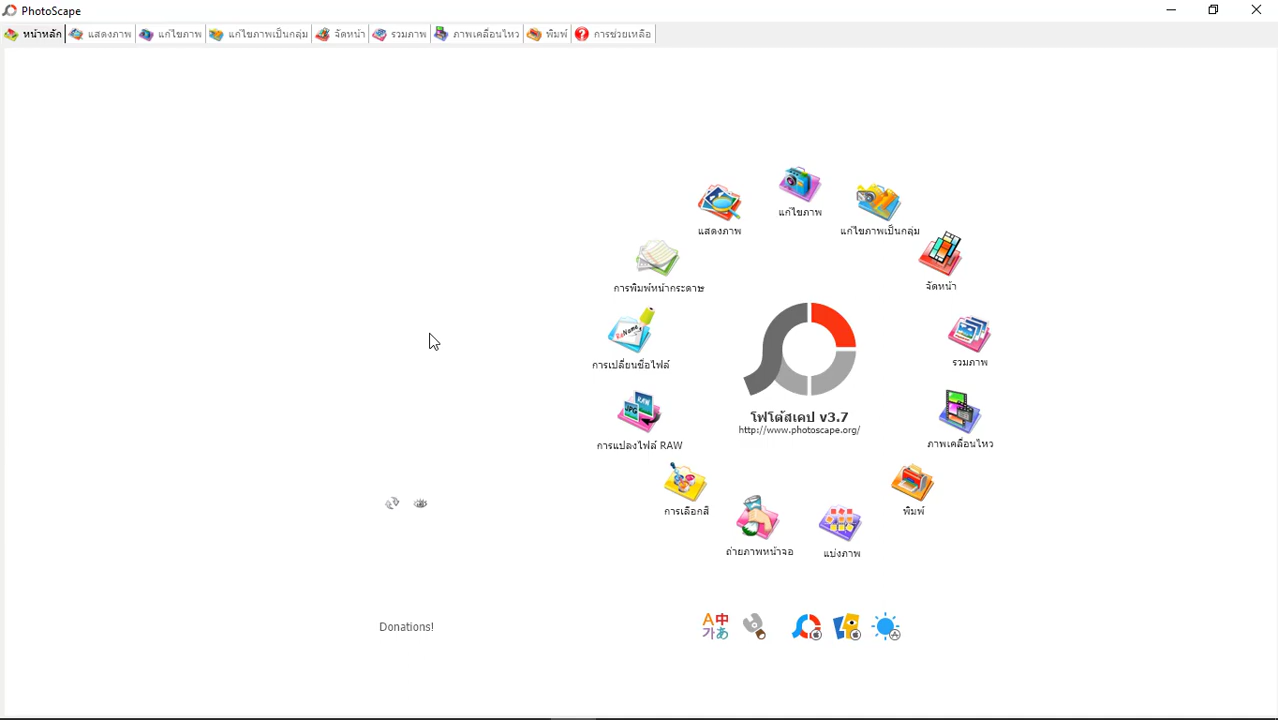 PhotoScape
หน้าหลัก แสดงภาพ แก้ไขภาพ แก้ไขภาพเป็นกลุ่ม จัดหน้า รวมภาพ ภาพเคลื่อนไหว พิมพ์ การช่วยเหลือ
แก้ไขภาพ
แสดงภาพ
แก้ไขภาพเป็นกลุ่ม
การพิมพ์หน้ากระดาษ
จัดหน้า
ReName
การเปลี่ยนชื่อไฟล์
รวมภาพ
RAW
JPG
โฟโต้สเคป v3.7
http://www.photoscape.org/
การแปลงไฟล์ RAW
ภาพเคลื่อนไหว
การเลือกสี
พิมพ์
ถ่ายภาพหน้าจอ
แบ่งภาพ
Donations!
A中
가あ